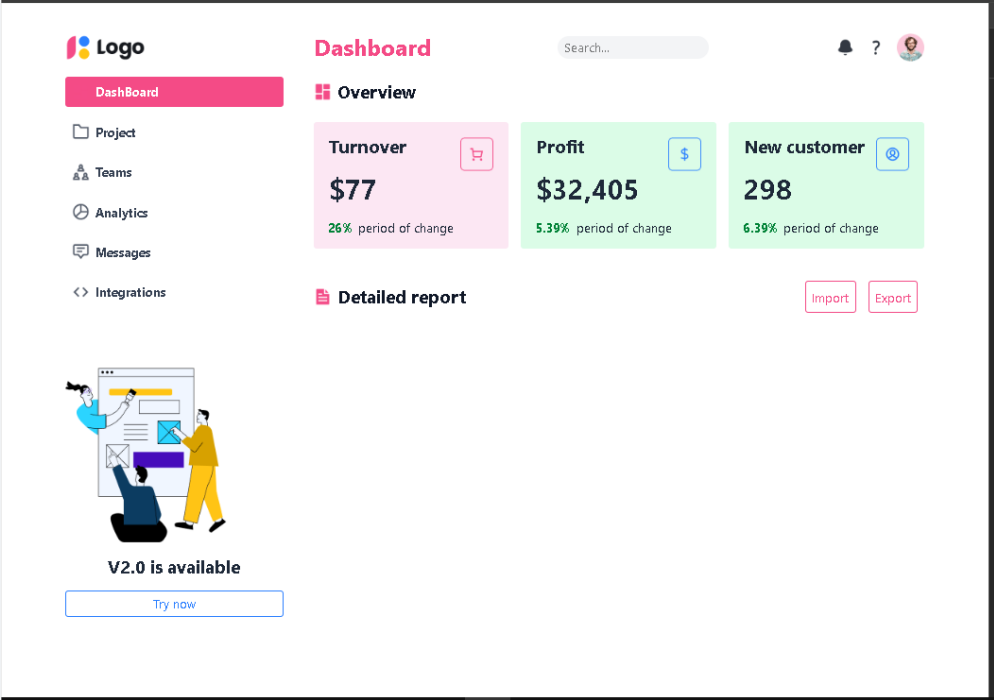 Logo
DashBoard
Project
Teams
Analytics
Messages
Integrations
V2.0 is available
Try now
Dashboard
Search...
?
Overview
Turnover
$77
26% period of change
Profit
$
$32,405
5.39% period of change
New customer
298
6.39% period of change
Detailed report
Import
Export